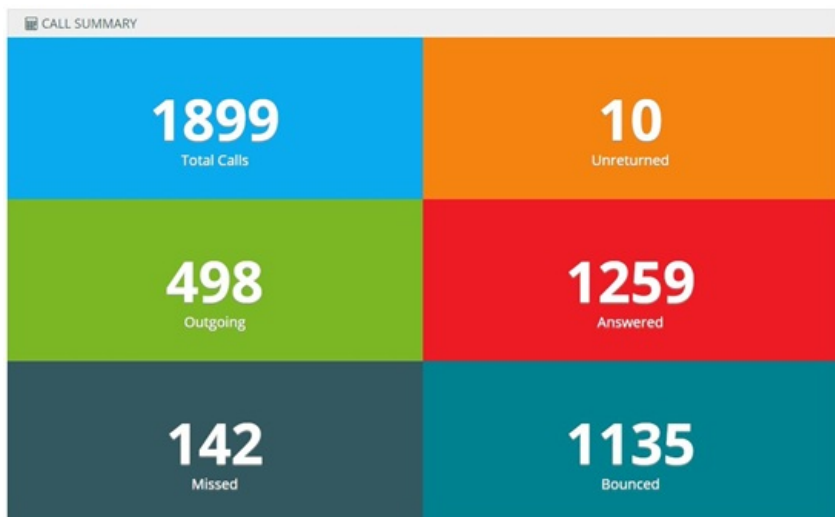 CALL SUMMARY
1899
Total Calls
10
Unreturned
498
Outgoing
1259
Answered
142
Missed
1135
Bounced